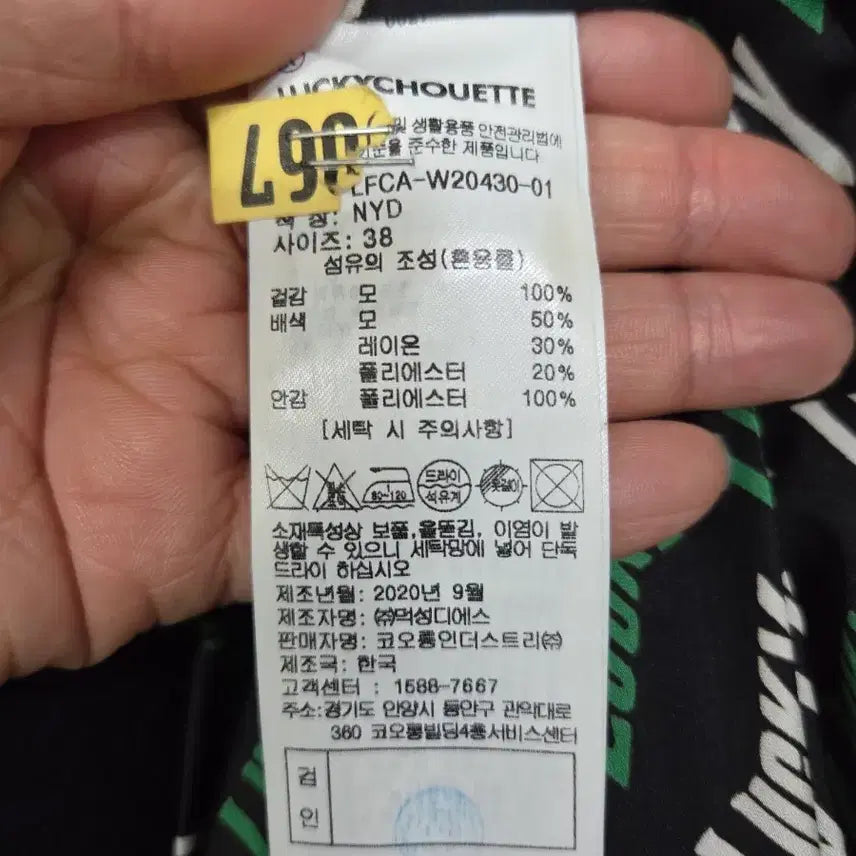 LUCKYCHOUETTE
및 생활용품 안전관리법에
준수한 제품입니다
LFCA-W20430-01
색 상: NYD
사이즈: 38
섬유의 조성(혼용률)
겉감 모 100%
배색 모 50%
레이온 30%
폴리에스터 20%
안감 폴리에스터 100%
[세탁 시 주의사항]
80~120
드라이
석유계
옷걸이
소재특성상 보풀,올뜯김, 이염이 발
생할 수 있으니 세탁망에 넣어 단독
드라이 하십시오
제조년월: 2020년 9월
제조자명: ㈜먹성디에스
판매자명: 코오롱인더스트리㈜
제조국: 한국
고객센터 : 1588-7667
주소:경기도 안양시 동안구 관악대로
360 코오롱빌딩4층서비스센터
검
인